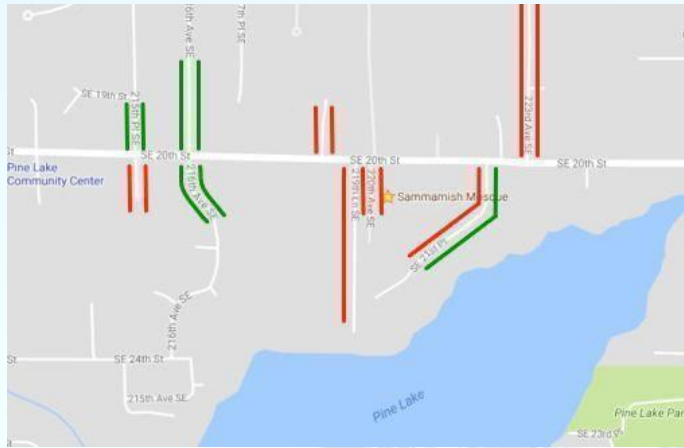 216th Ave SE
7th Pl SE
SE 19th St
215th Pl SE
223rd Ave SE
St
SE 20th St
SE 20th St
SE 20th St
Pine Lake
Community Center
216th Ave SE
219th Ln SE
220th Ave SE
Sammamish Mosque
SE 21st Pl
216th Ave SE
St
SE 24th St
215th Ave SE
Pine Lake
Pine Lake Par
St
SE 23rd